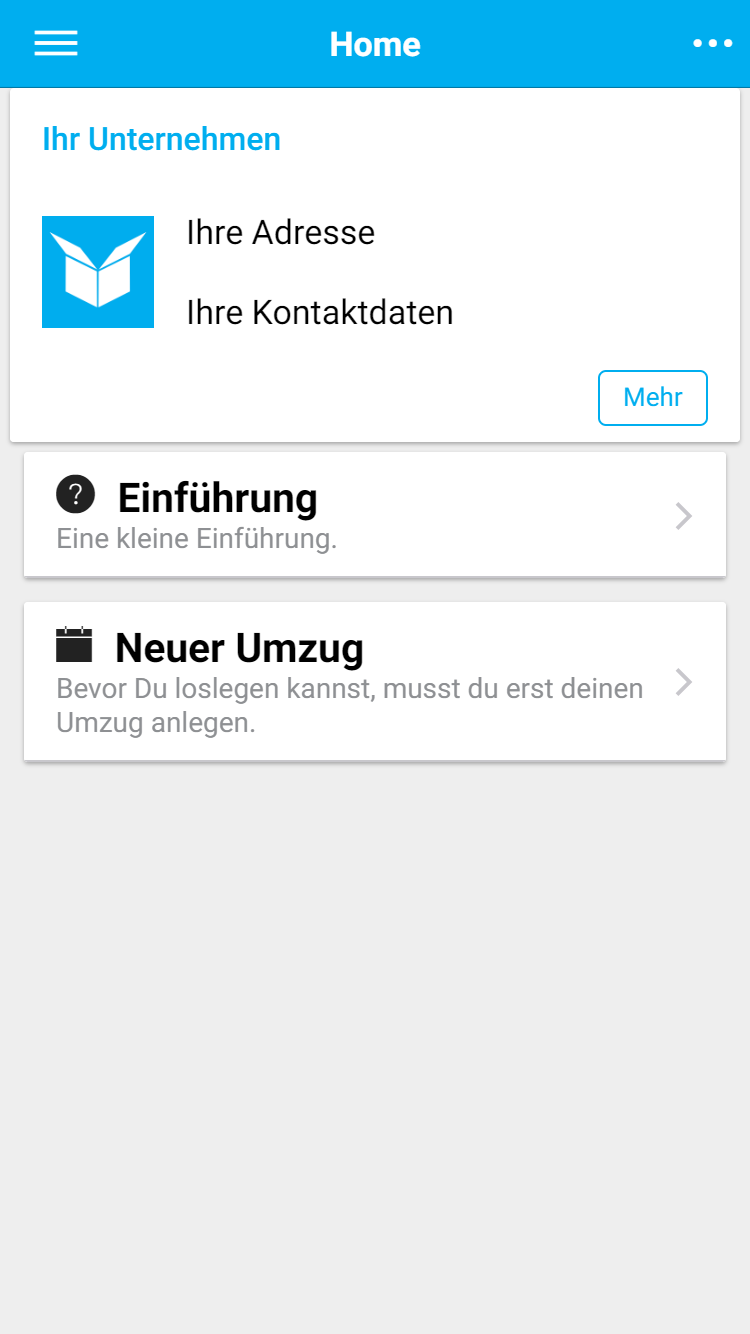 Home
Ihr Unternehmen
Ihre Adresse
Ihre Kontaktdaten
Mehr
Einführung
Eine kleine Einführung.
Neuer Umzug
Bevor Du loslegen kannst, musst du erst deinen
Umzug anlegen.